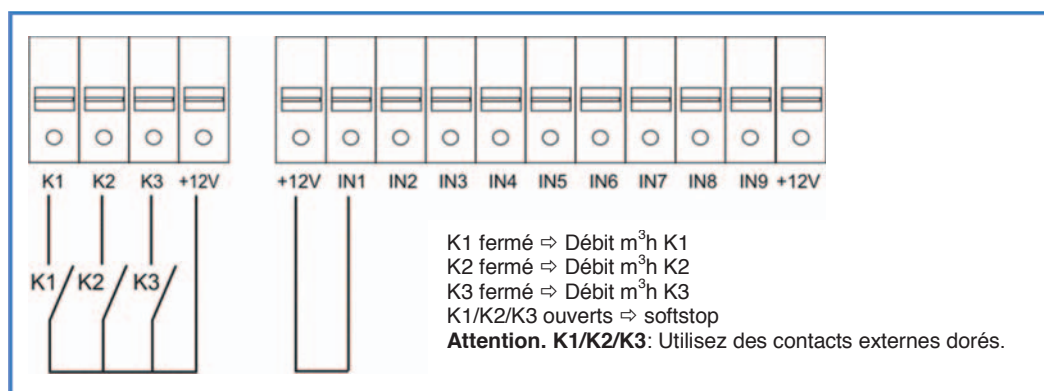 K1 K2 K3 +12V
+12V IN1 IN2 IN3 IN4 IN5 IN6 IN7 IN8 IN9 +12V
K1 K2 K3
K1 fermé ⇨ Débit m³h K1
K2 fermé ⇨ Débit m³h K2
K3 fermé ⇨ Débit m³h K3
K1/K2/K3 ouverts ⇨ softstop
Attention. K1/K2/K3: Utilisez des contacts externes dorés.